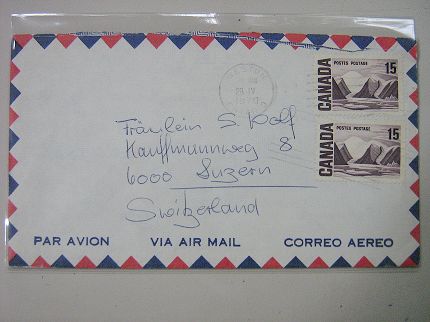 CANADA
POSTES POSTAGE
15
CANADA
POSTES POSTAGE
15
Fräulein S. Wolf
Kauffmannweg 8
6000 Luzern
Switzerland
PAR AVION VIA AIR MAIL CORREO AEREO